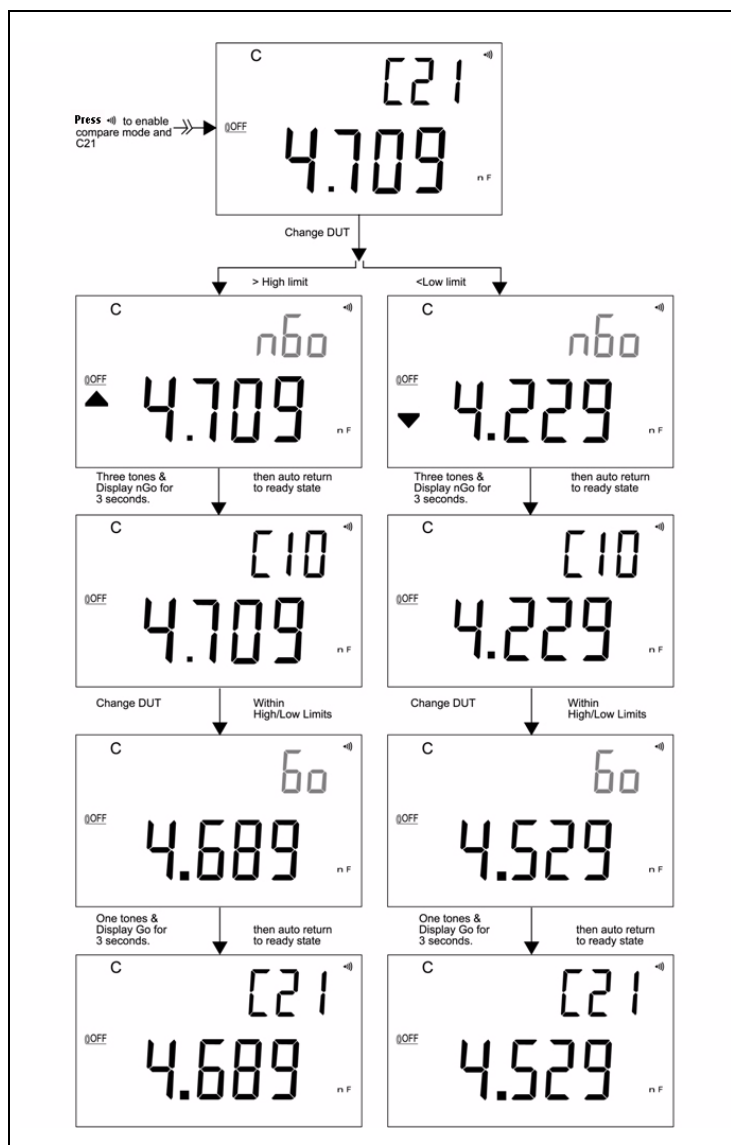 C
C21
Press •)) to enable
compare mode and
C21
OFF
4.709
nF
Change DUT
> High limit
<Low limit
C
nGo
OFF
4.709
nF
C
nGo
OFF
4.229
nF
Three tones &
Display nGo for
3 seconds.
then auto return
to ready state
Three tones &
Display nGo for
3 seconds.
then auto return
to ready state
C
C10
OFF
4.709
nF
C
C10
OFF
4.229
nF
Change DUT
Within
High/Low Limits
Change DUT
Within
High/Low Limits
C
Go
OFF
4.689
nF
C
Go
OFF
4.529
nF
One tones &
Display Go for
3 seconds.
then auto return
to ready state
One tones &
Display Go for
3 seconds.
then auto return
to ready state
C
C21
OFF
4.689
nF
C
C21
OFF
4.529
nF